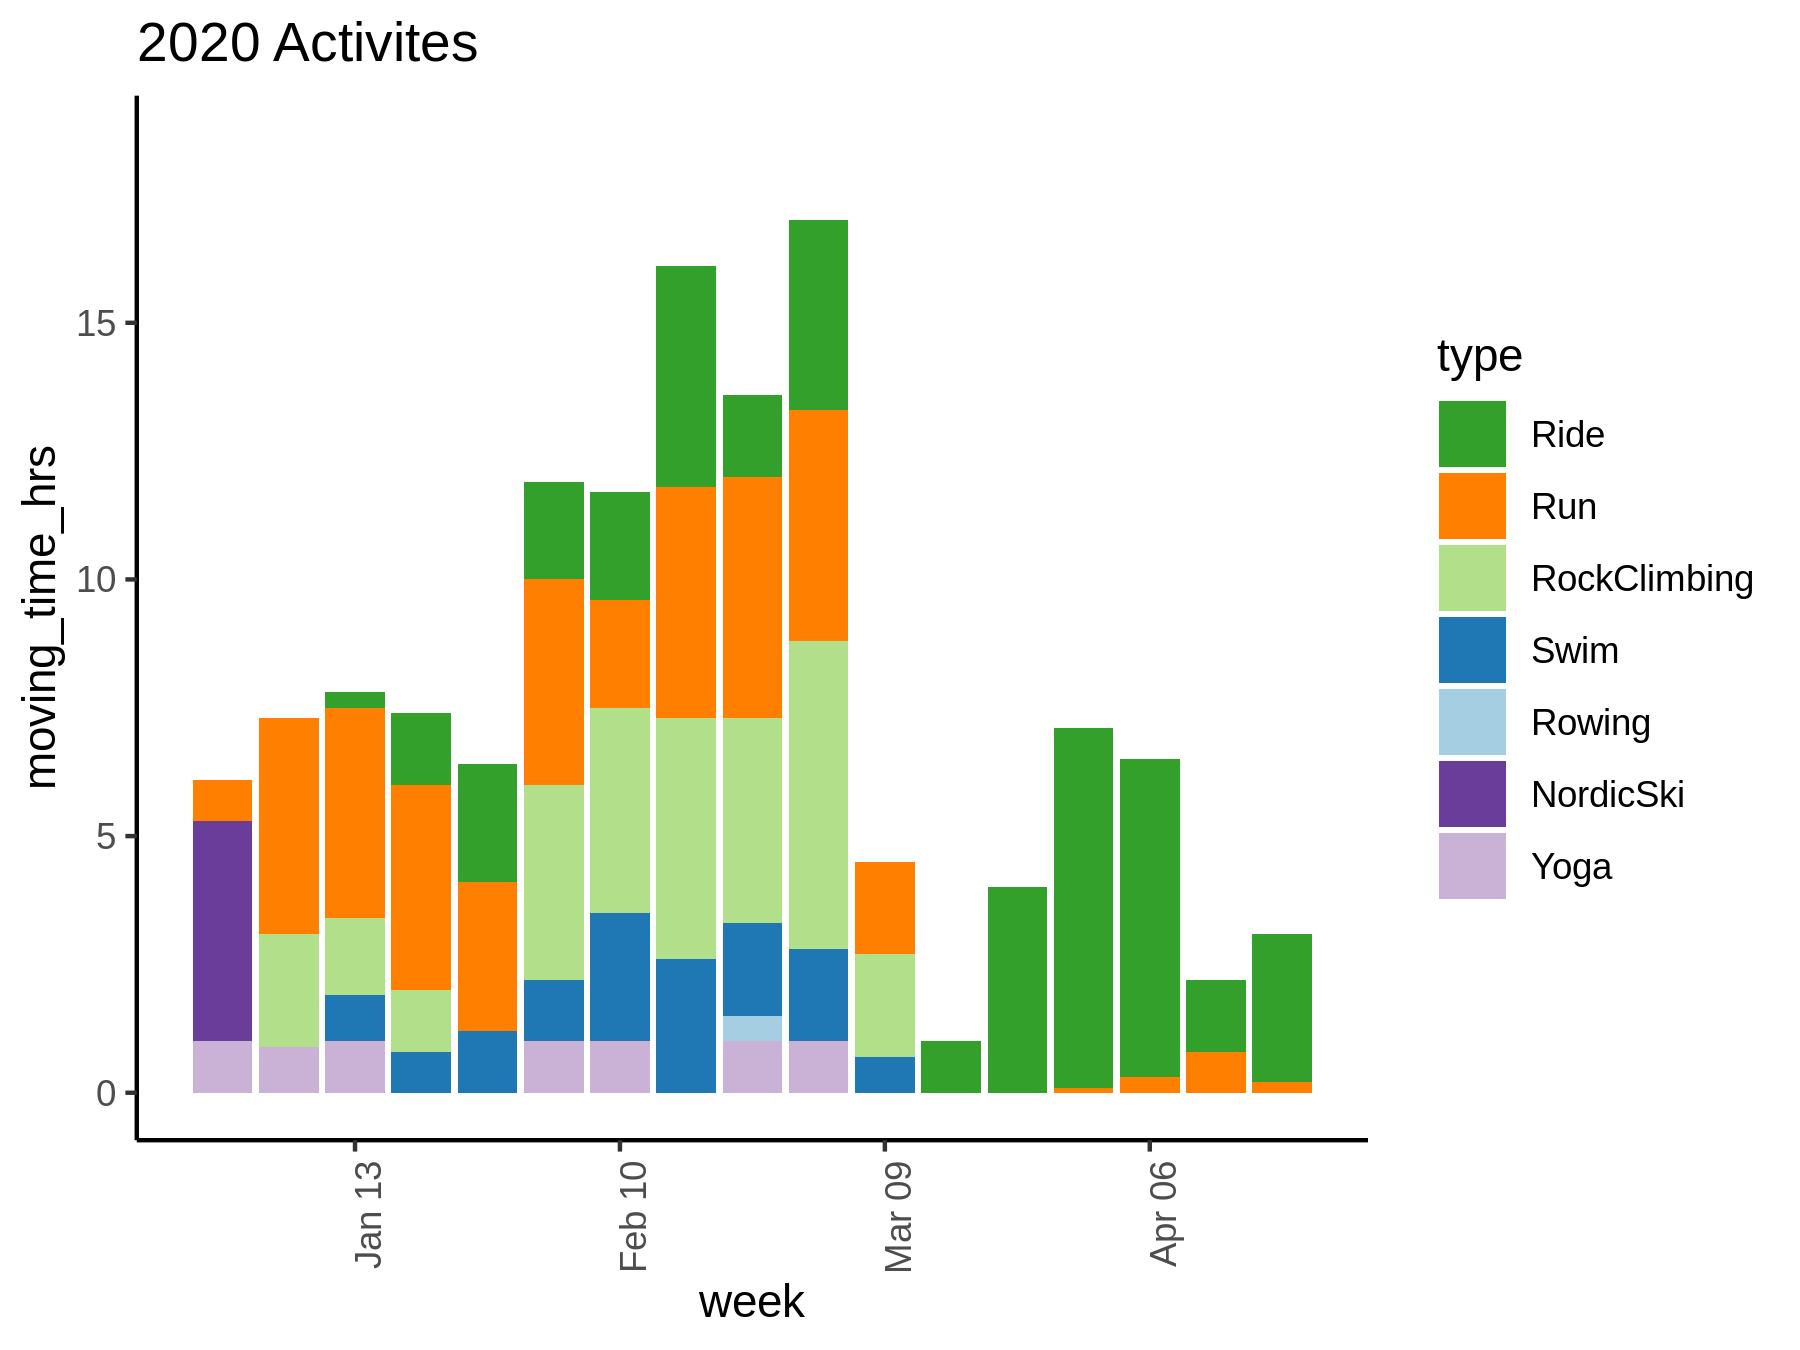 2020 Activites
moving_time_hrs
15
10
5
0
Jan 13
Feb 10
Mar 09
Apr 06
week
type
Ride
Run
RockClimbing
Swim
Rowing
NordicSki
Yoga